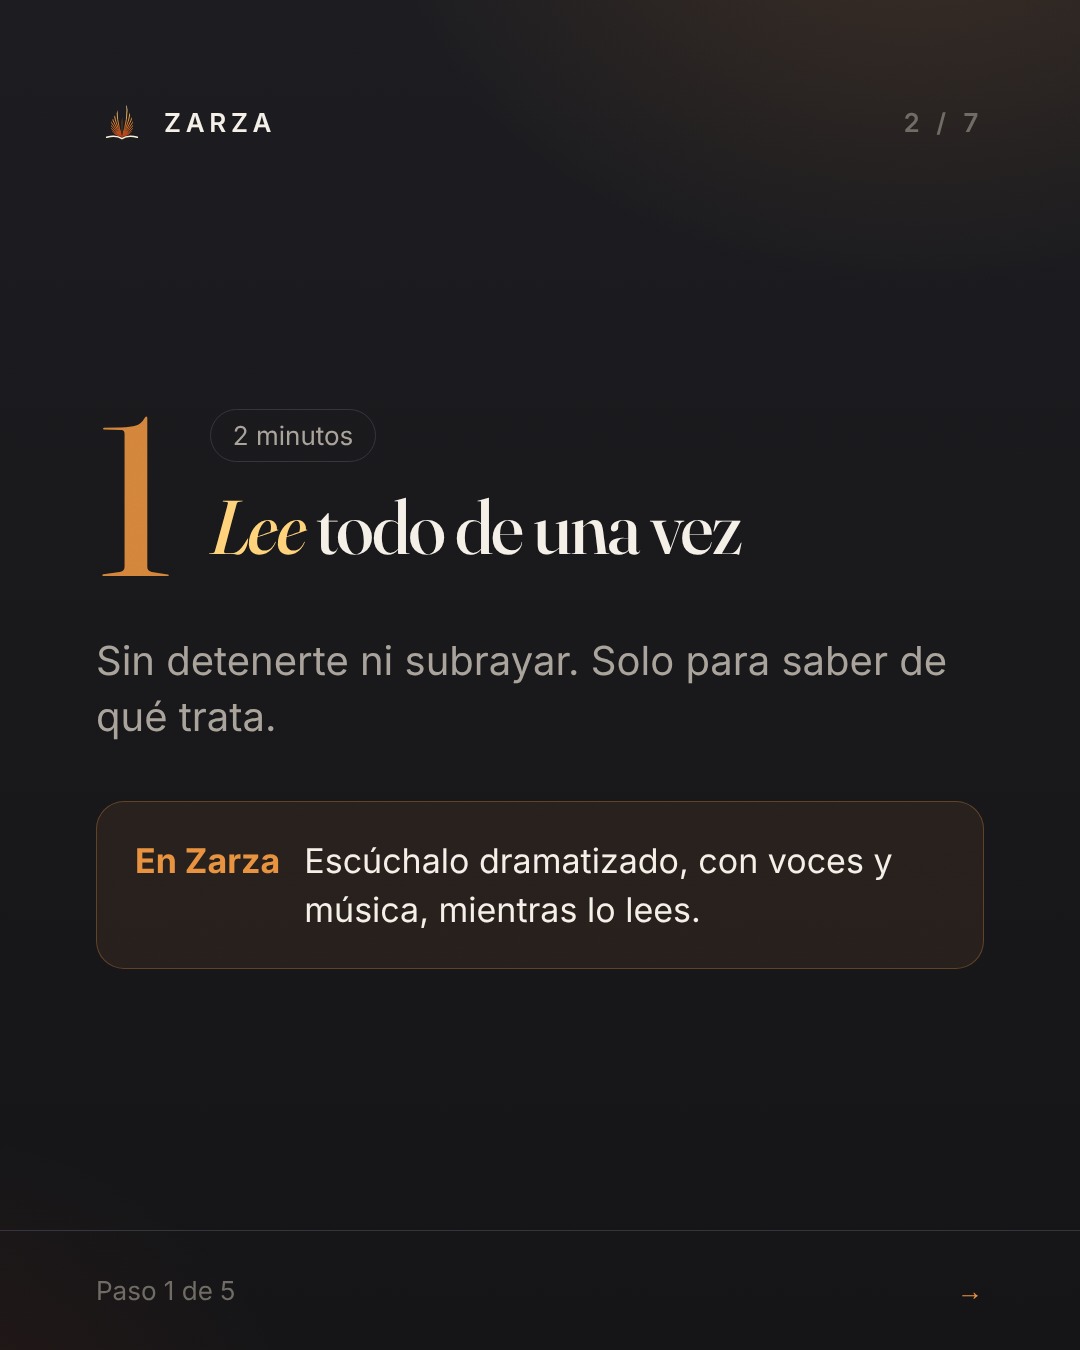 ZARZA
2 / 7
1
2 minutos
Lee todo de una vez
Sin detenerte ni subrayar. Solo para saber de
qué trata.
En Zarza Escúchalo dramatizado, con voces y
música, mientras lo lees.
Paso 1 de 5
→